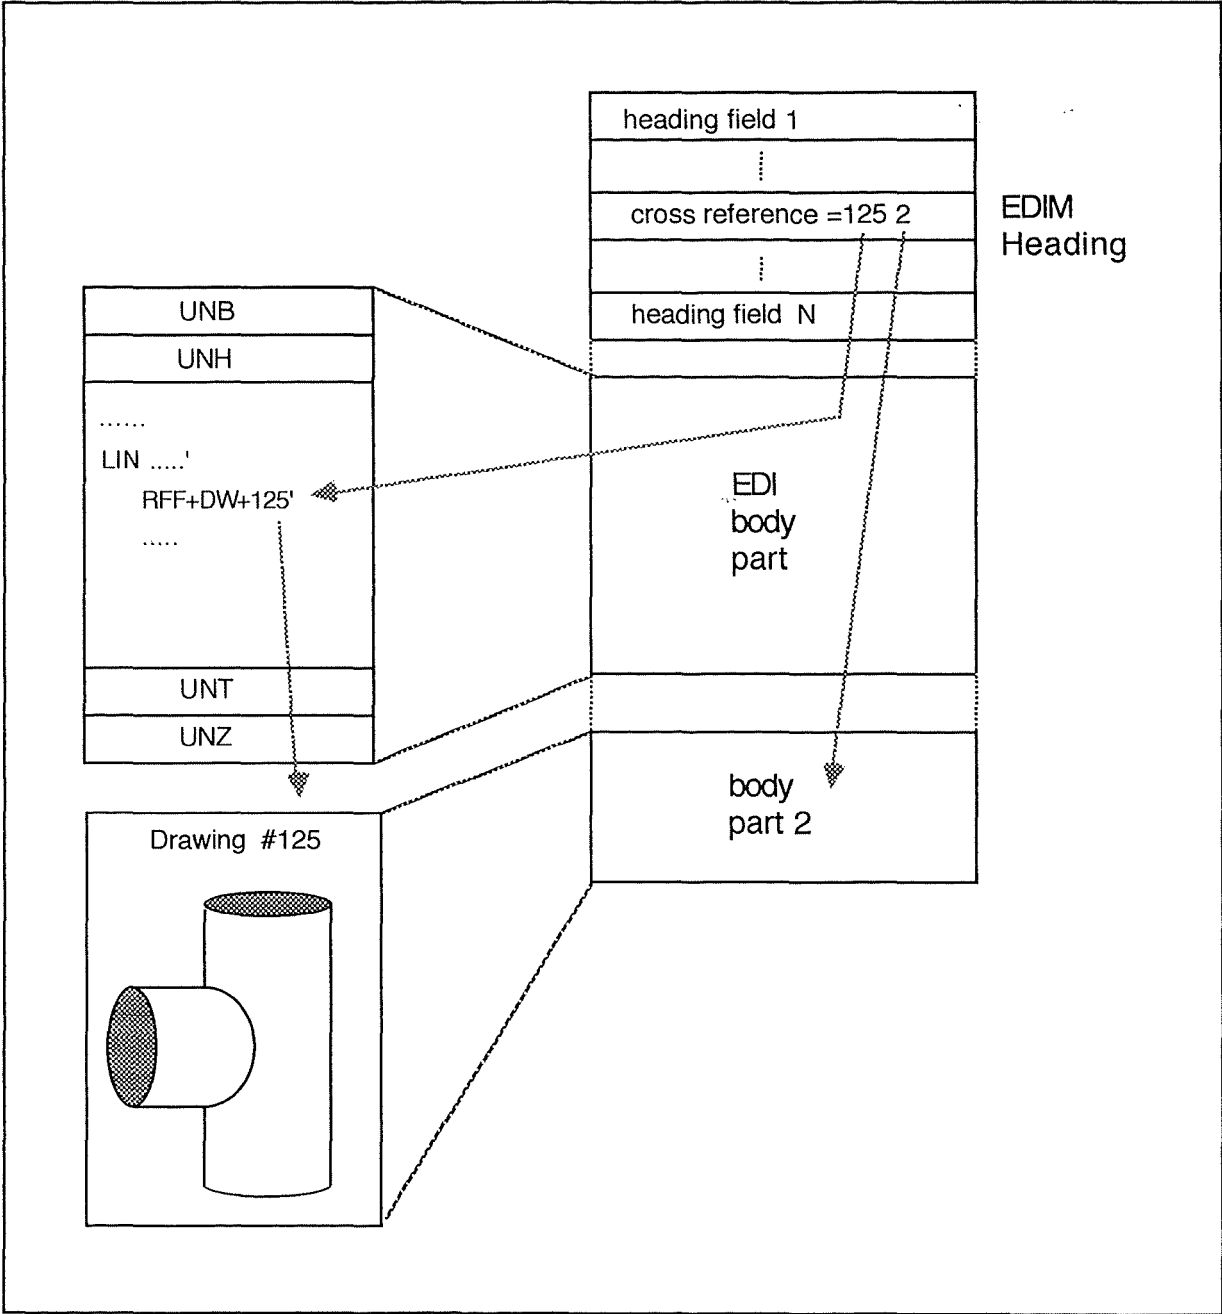 heading field 1
cross reference =125 2
EDIM
Heading
heading field N
UNB
UNH
......
LIN .....'
RFF+DW+125'
.....
UNT
UNZ
EDI
body
part
body
part 2
Drawing #125